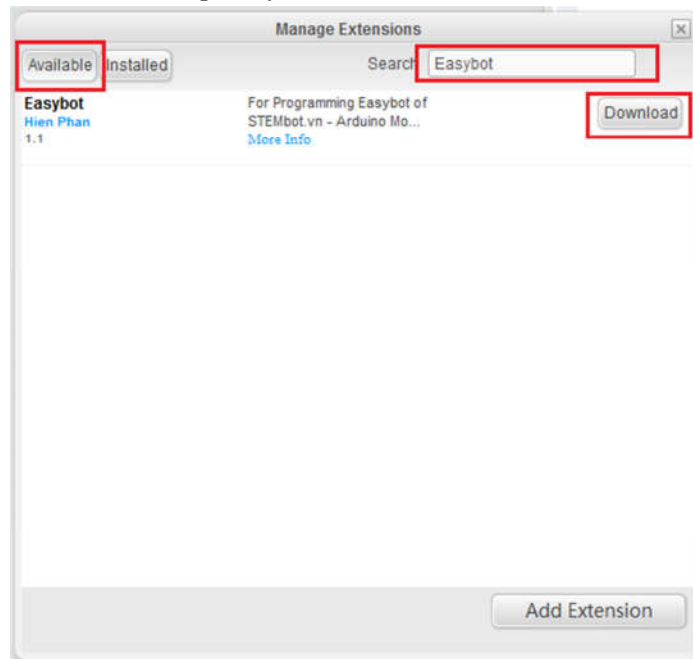 Manage Extensions
Available Installed Search Easybot
Easybot
Hien Phan
1.1
For Programming Easybot of
STEMbot.vn - Arduino Mo...
More Info
Download
Add Extension